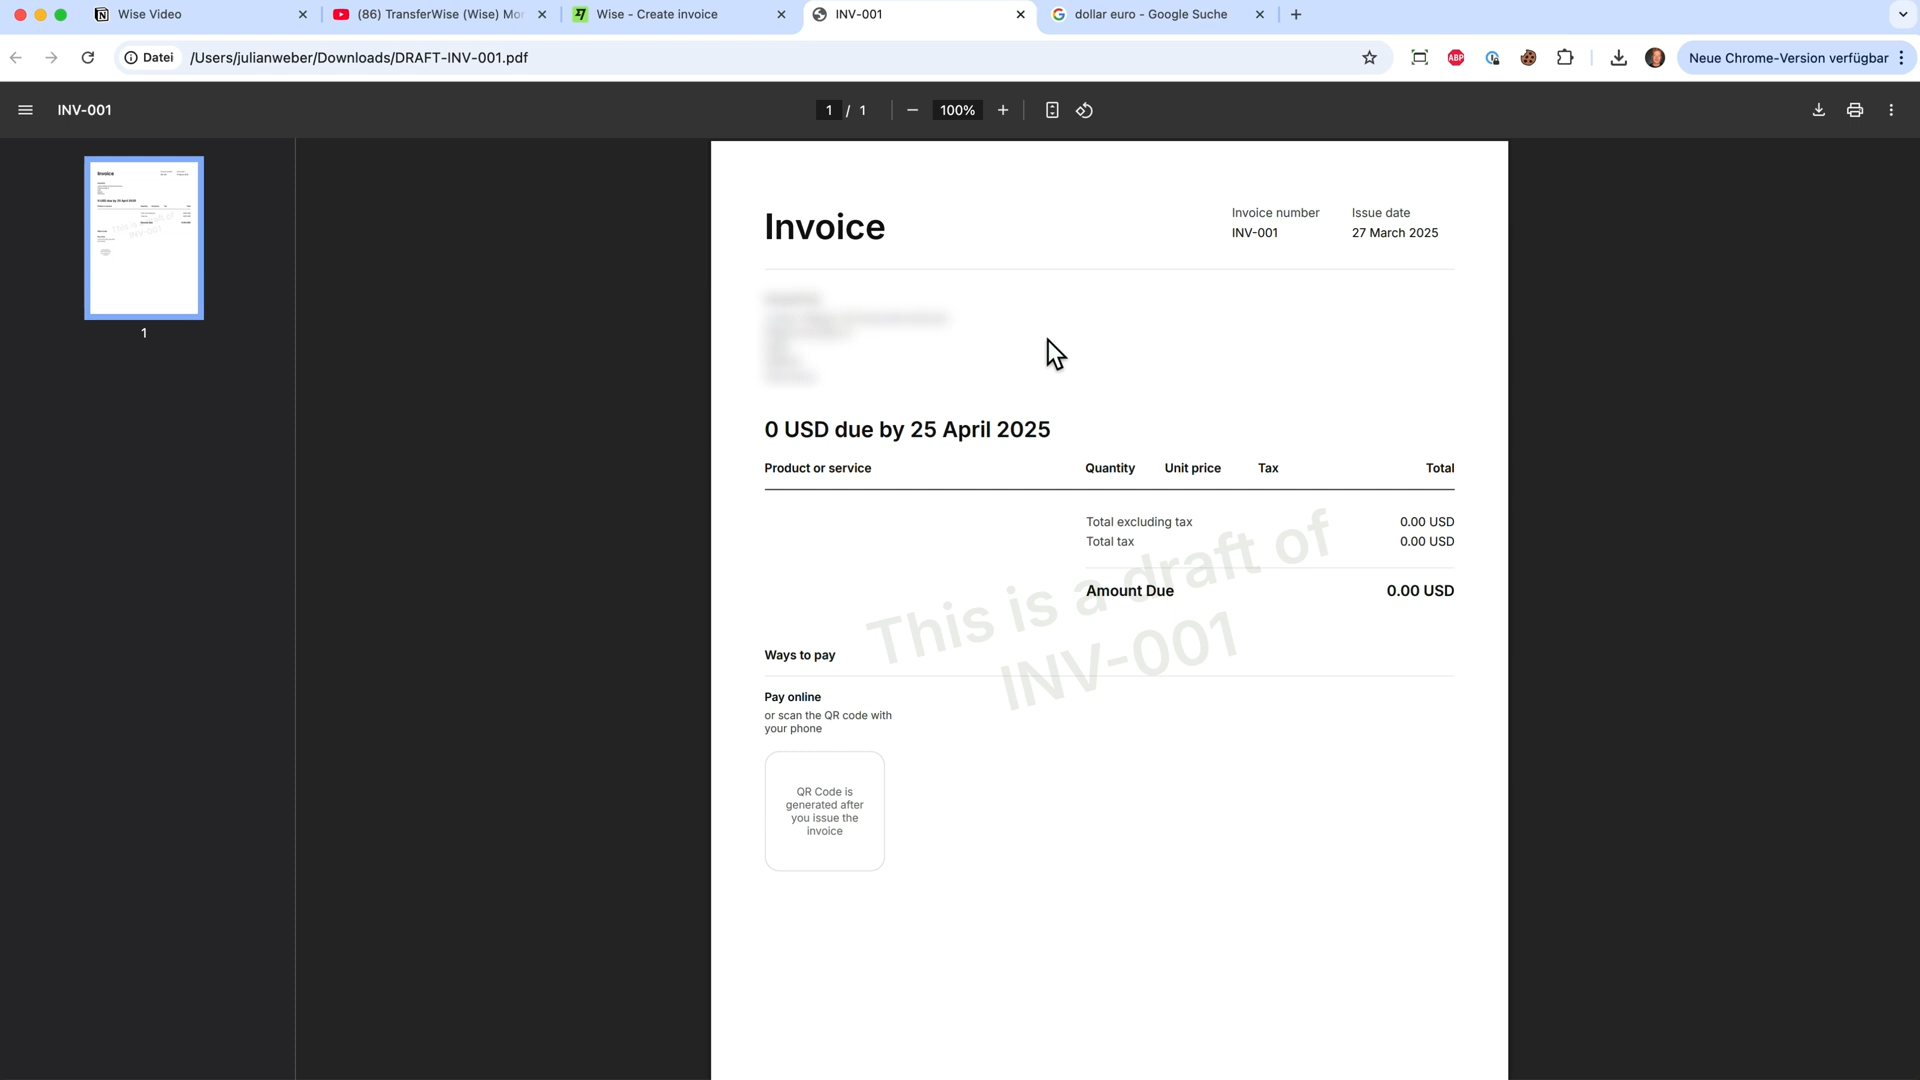 Wise Video
(86) TransferWise (Wise) Mor
Wise - Create invoice
INV-001
dollar euro - Google Suche
Datei
/Users/julianweber/Downloads/DRAFT-INV-001.pdf
ABP
Neue Chrome-Version verfügbar
INV-001
1 / 1
100%
1
Invoice
Invoice number
INV-001
Issue date
27 March 2025
0 USD due by 25 April 2025
Product or service Quantity Unit price Tax Total
Total excluding tax 0.00 USD
Total tax 0.00 USD
Amount Due 0.00 USD
This is a draft of
INV-001
Ways to pay
Pay online
or scan the QR code with
your phone
QR Code is
generated after
you issue the
invoice